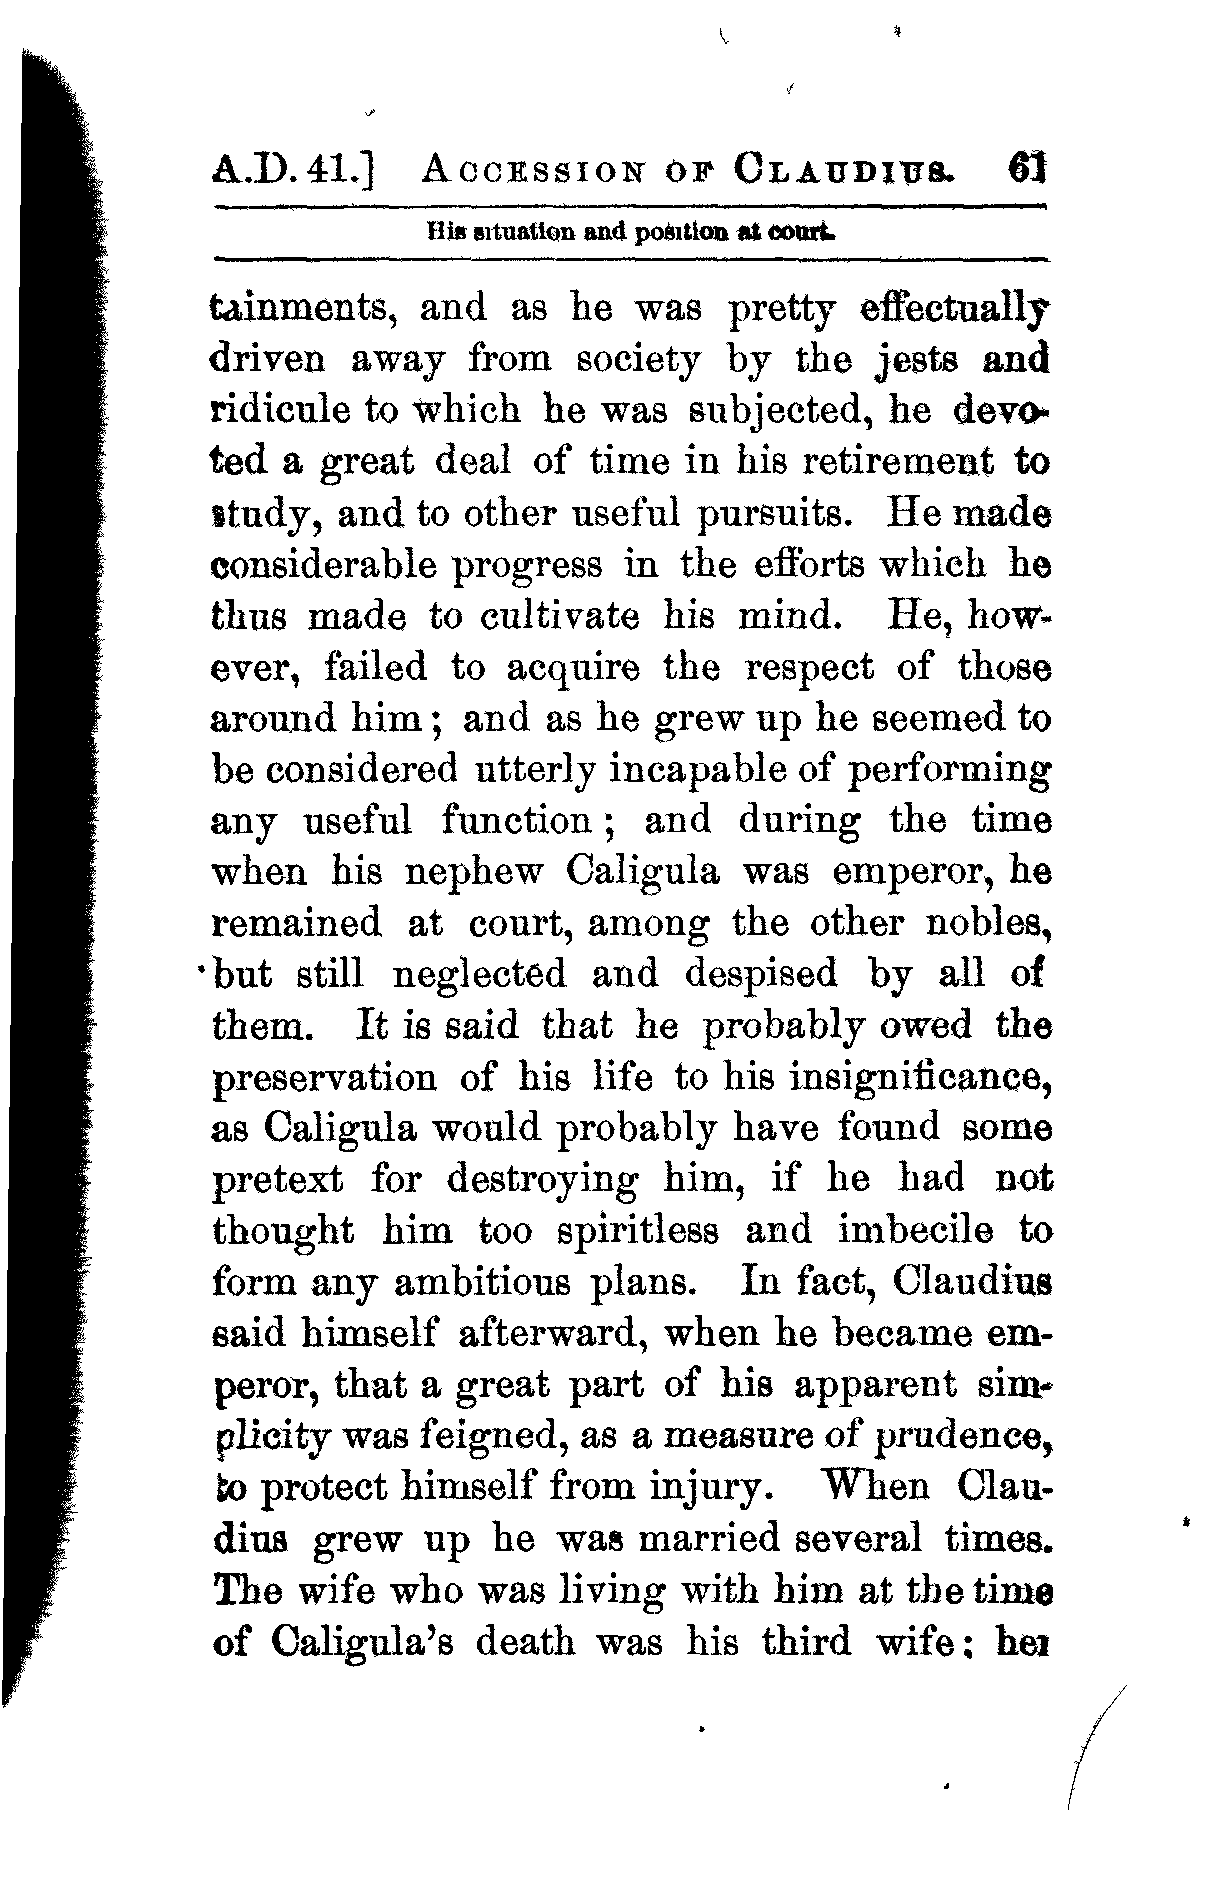 A.D. 41.] ACCESSION OF CLAUDIUS. 61
His situation and position at court.
tainments, and as he was pretty effectually
driven away from society by the jests and
ridicule to which he was subjected, he devo-
ted a great deal of time in his retirement to
study, and to other useful pursuits. He made
considerable progress in the efforts which he
thus made to cultivate his mind. He, how-
ever, failed to acquire the respect of those
around him; and as he grew up he seemed to
be considered utterly incapable of performing
any useful function; and during the time
when his nephew Caligula was emperor, he
remained at court, among the other nobles,
but still neglected and despised by all of
them. It is said that he probably owed the
preservation of his life to his insignificance,
as Caligula would probably have found some
pretext for destroying him, if he had not
thought him too spiritless and imbecile to
form any ambitious plans. In fact, Claudius
said himself afterward, when he became em-
peror, that a great part of his apparent sim-
plicity was feigned, as a measure of prudence,
to protect himself from injury. When Clau-
dius grew up he was married several times.
The wife who was living with him at the time
of Caligula's death was his third wife; her